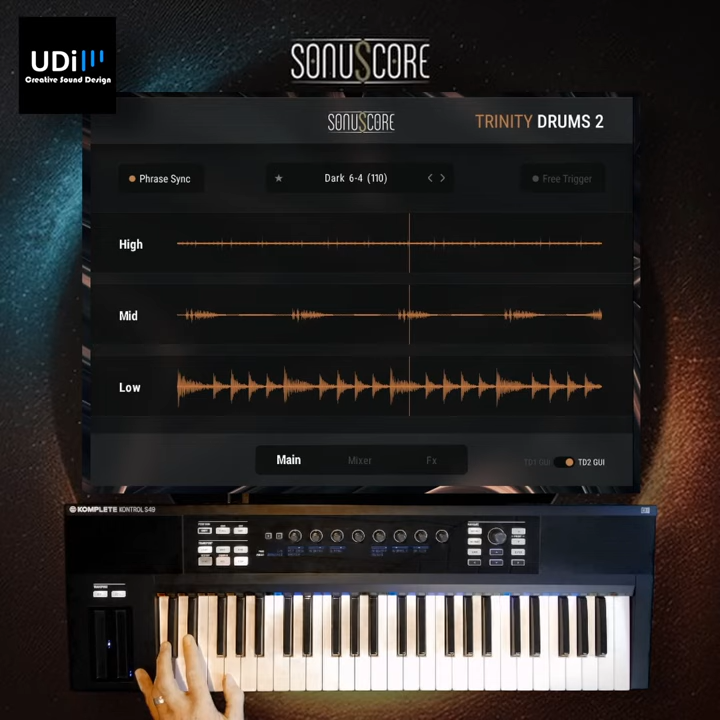 UDi
Creative Sound Design
SONUSCORE
SONUSCORE
TRINITY DRUMS 2
Phrase Sync
★ Dark 6-4 (110) < >
Free Trigger
High
Mid
Low
Main Mixer Fx
TD1 GUI TD2 GUI
KOMPLETE KONTROL S49